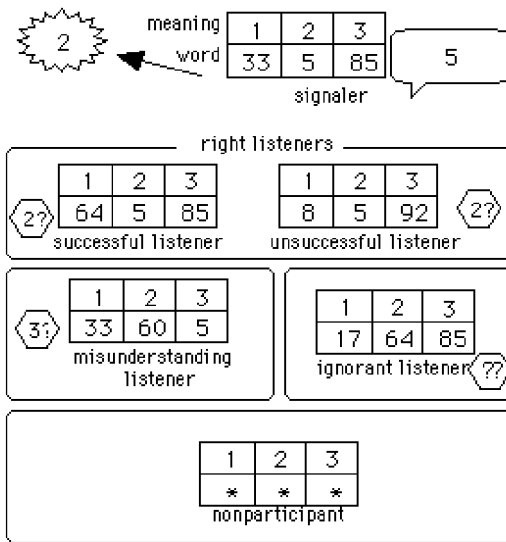 2
meaning 1 2 3
word 33 5 85
5
signaler
right listeners
1 2 3
2? 64 5 85
successful listener
1 2 3
8 5 92 2?
unsuccessful listener
1 2 3
3? 33 60 5
misunderstanding
listener
1 2 3
17 64 85
ignorant listener ??
1 2 3
* * *
nonparticipant